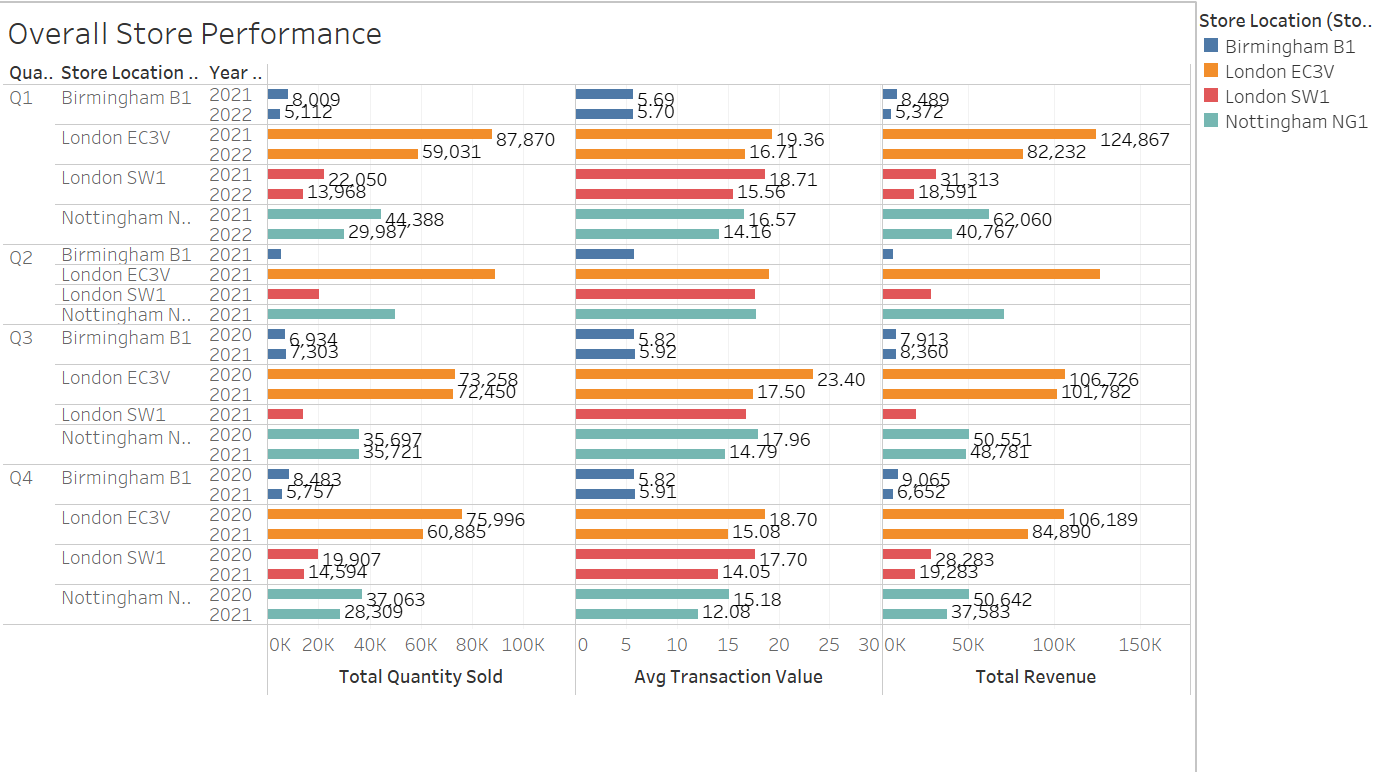 Overall Store Performance
Qua.. Store Location .. Year ..
Q1 Birmingham B1 2021 8,009 5.69 8,489
2022 5,112 5.70 5,372
London EC3V 2021 87,870 19.36 124,867
2022 59,031 16.71 82,232
London SW1 2021 22,050 18.71 31,313
2022 13,968 15.56 18,591
Nottingham N.. 2021 44,388 16.57 62,060
2022 29,987 14.16 40,767
Q2 Birmingham B1 2021
London EC3V 2021
London SW1 2021
Nottingham N.. 2021
Q3 Birmingham B1 2020 6,934 5.82 7,913
2021 7,303 5.92 8,360
London EC3V 2020 73,258 23.40 106,726
2021 72,450 17.50 101,782
London SW1 2021
Nottingham N.. 2020 35,697 17.96 50,551
2021 35,721 14.79 48,781
Q4 Birmingham B1 2020 8,483 5.82 9,065
2021 5,757 5.91 6,652
London EC3V 2020 75,996 18.70 106,189
2021 60,885 15.08 84,890
London SW1 2020 19,907 17.70 28,283
2021 14,594 14.05 19,283
Nottingham N.. 2020 37,063 15.18 50,642
2021 28,309 12.08 37,583
0K 20K 40K 60K 80K 100K 0 5 10 15 20 25 30 0K 50K 100K 150K
Total Quantity Sold Avg Transaction Value Total Revenue
Store Location (Sto..
Birmingham B1
London EC3V
London SW1
Nottingham NG1